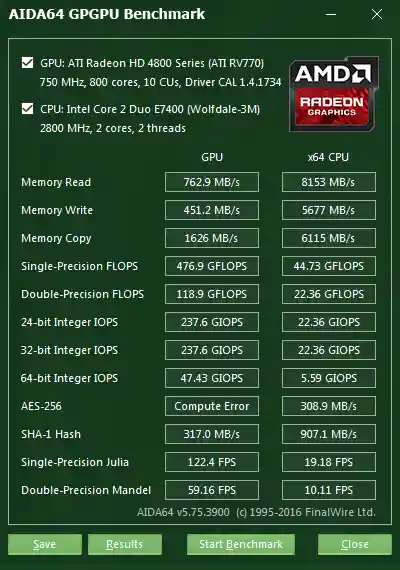 AIDA64 GPGPU Benchmark
GPU: ATI Radeon HD 4800 Series (ATI RV770)
750 MHz, 800 cores, 10 CUs, Driver CAL 1.4.1734
CPU: Intel Core 2 Duo E7400 (Wolfdale-3M)
2800 MHz, 2 cores, 2 threads
AMD
RADEON
GRAPHICS
GPU x64 CPU
Memory Read 762.9 MB/s 8153 MB/s
Memory Write 451.2 MB/s 5677 MB/s
Memory Copy 1626 MB/s 6115 MB/s
Single-Precision FLOPS 476.9 GFLOPS 44.73 GFLOPS
Double-Precision FLOPS 118.9 GFLOPS 22.36 GFLOPS
24-bit Integer IOPS 237.6 GIOPS 22.36 GIOPS
32-bit Integer IOPS 237.6 GIOPS 22.36 GIOPS
64-bit Integer IOPS 47.43 GIOPS 5.59 GIOPS
AES-256 Compute Error 308.9 MB/s
SHA-1 Hash 317.0 MB/s 907.1 MB/s
Single-Precision Julia 122.4 FPS 19.18 FPS
Double-Precision Mandel 59.16 FPS 10.11 FPS
AIDA64 v5.75.3900 (c) 1995-2016 FinalWire Ltd.
Save Results Start Benchmark Close